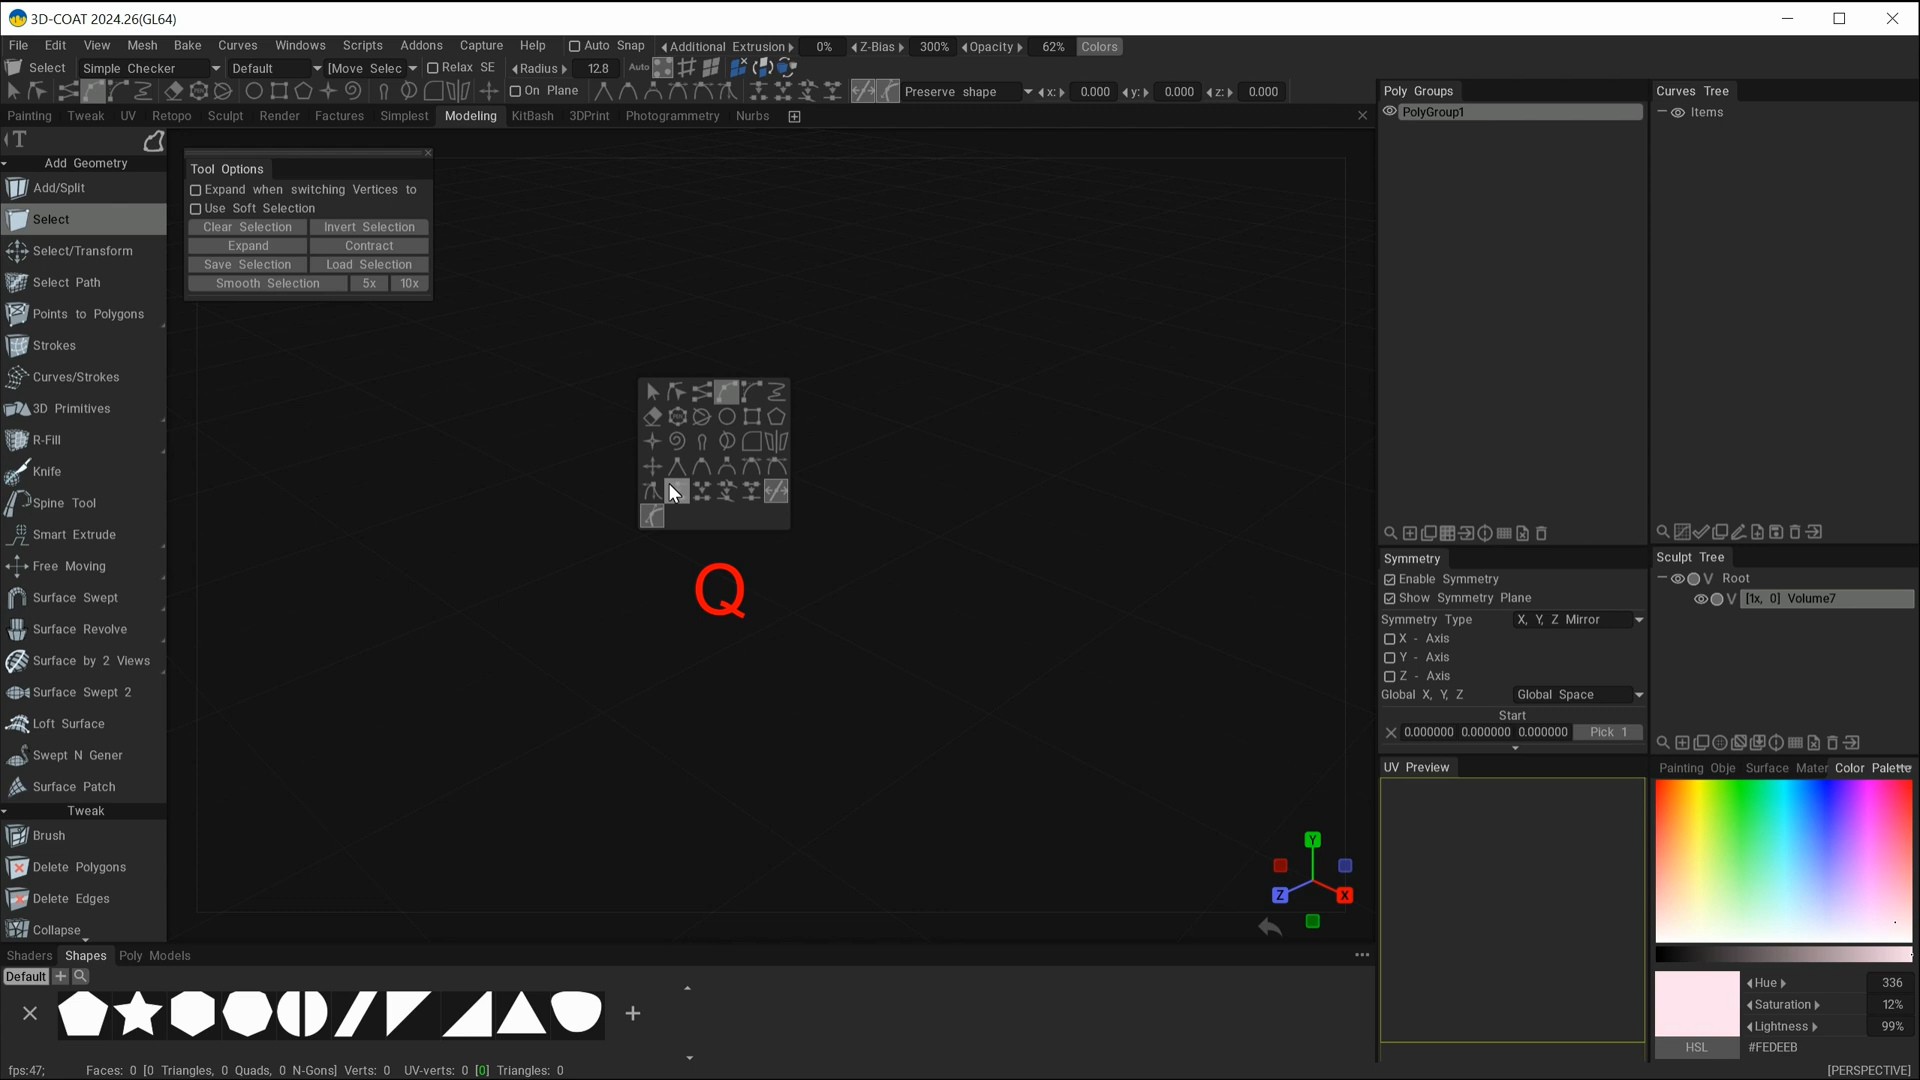 3D-COAT 2024.26(GL64)
File Edit View Mesh Bake Curves Windows Scripts Addons Capture Help Auto Snap Additional Extrusion 0% Z-Bias 300% Opacity 62% Colors
Select Simple Checker Default [Move Selec Relax SE Radius 12.8 Auto
On Plane Preserve shape x: 0.000 y: 0.000 z: 0.000
Painting Tweak UV Retopo Sculpt Render Factures Simplest Modeling KitBash 3DPrint Photogrammetry Nurbs
T
Add Geometry
Add/Split
Select
Select/Transform
Select Path
Points to Polygons
Strokes
Curves/Strokes
3D Primitives
R-Fill
Knife
Spine Tool
Smart Extrude
Free Moving
Surface Swept
Surface Revolve
Surface by 2 Views
Surface Swept 2
Loft Surface
Swept N Gener
Surface Patch
Tweak
Brush
Delete Polygons
Delete Edges
Collapse
Tool Options
Expand when switching Vertices to
Use Soft Selection
Clear Selection Invert Selection
Expand Contract
Save Selection Load Selection
Smooth Selection 5x 10x
Q
Y
Z X
Poly Groups
PolyGroup1
Curves Tree
Items
Symmetry
Enable Symmetry
Show Symmetry Plane
Symmetry Type X, Y, Z Mirror
X - Axis
Y - Axis
Z - Axis
Global X, Y, Z Global Space
Start
0.000000 0.000000 0.000000 Pick 1
Sculpt Tree
V Root
V [1x, 0] Volume7
UV Preview
Painting Obje Surface Mater Color Palette
Hue 336
Saturation 12%
Lightness 99%
HSL #FEDEEB
Shaders Shapes Poly Models
Default
fps:47; Faces: 0 [0 Triangles, 0 Quads, 0 N-Gons] Verts: 0 UV-verts: 0 [0] Triangles: 0
[PERSPECTIVE]